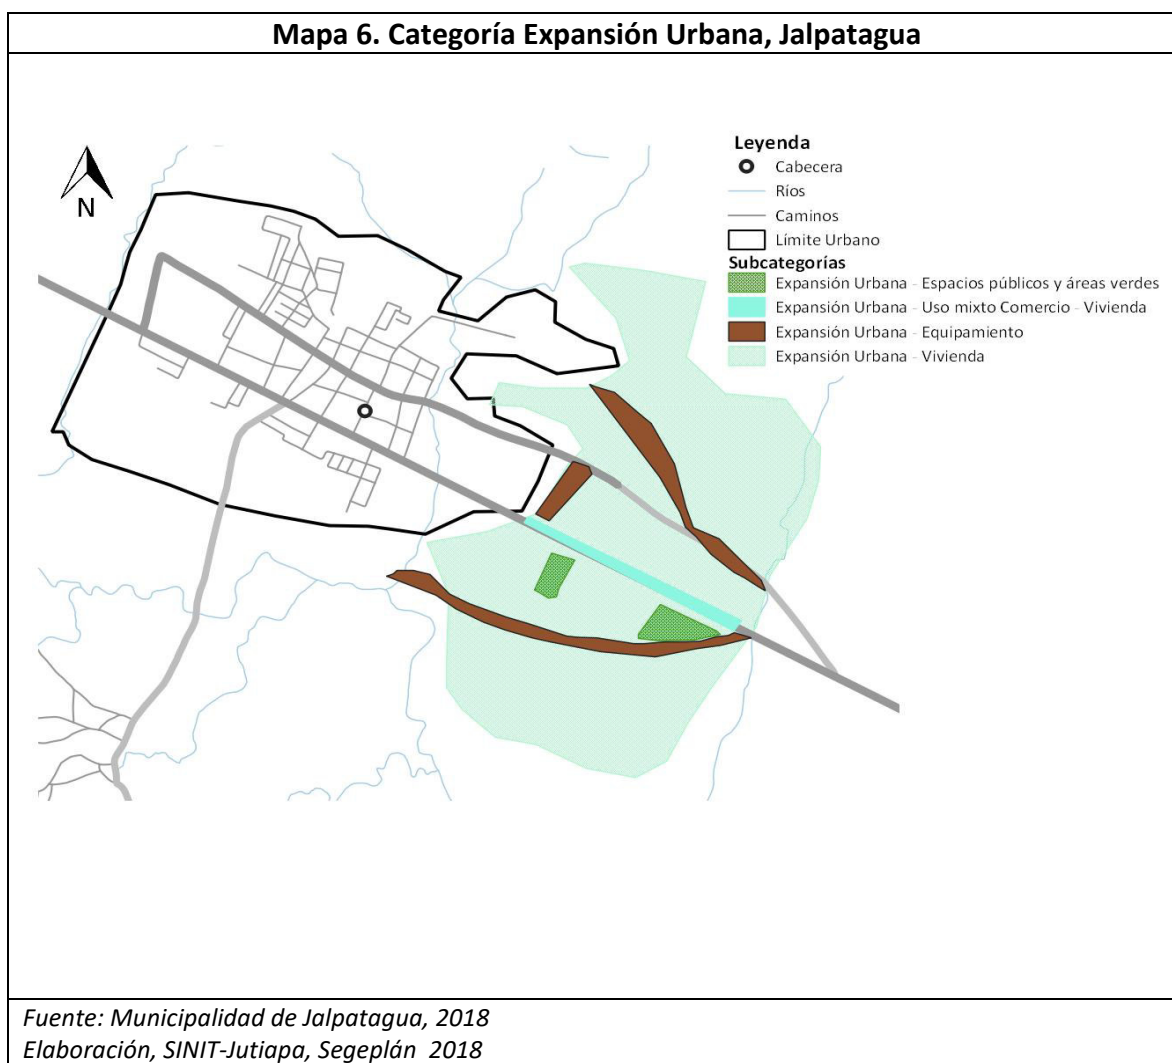 Mapa 6. Categoría Expansión Urbana, Jalpatagua
N
Leyenda
Cabecera
Ríos
Caminos
Límite Urbano
Subcategorías
Expansión Urbana - Espacios públicos y áreas verdes
Expansión Urbana - Uso mixto Comercio - Vivienda
Expansión Urbana - Equipamiento
Expansión Urbana - Vivienda
Fuente: Municipalidad de Jalpatagua, 2018
Elaboración, SINIT-Jutiapa, Segeplán 2018